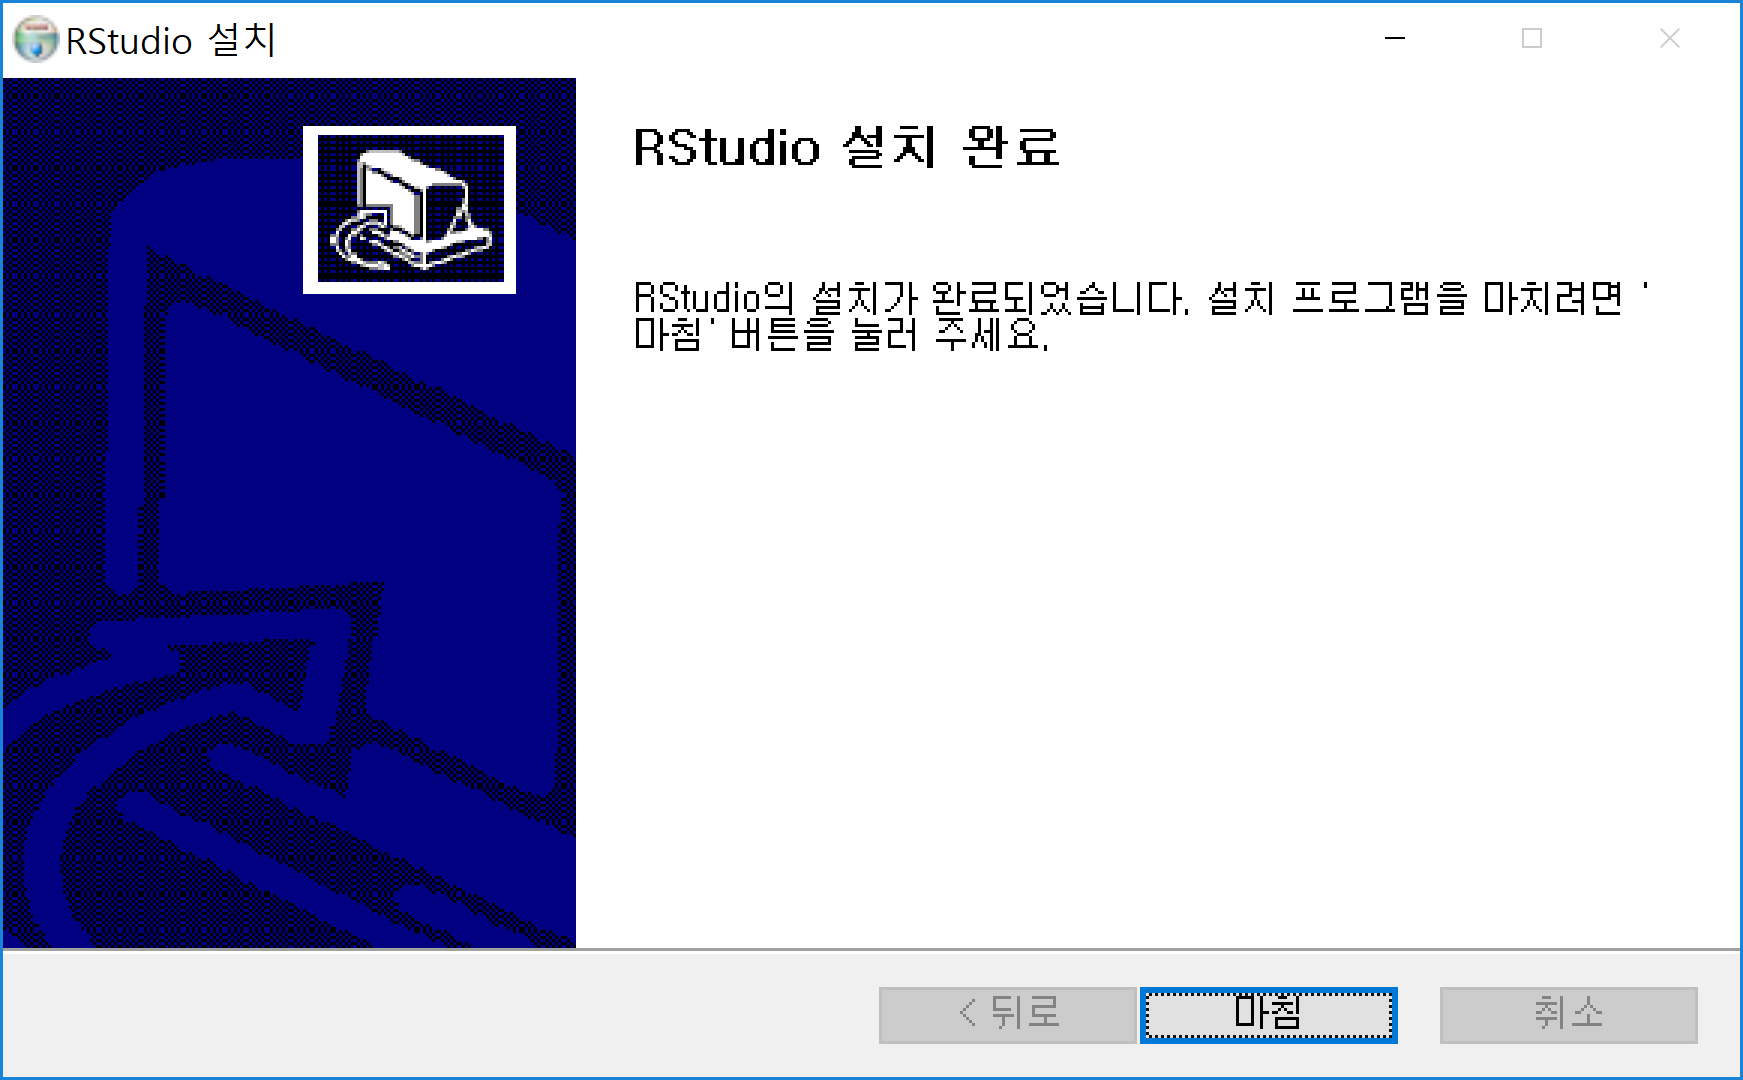 RStudio 설치
RStudio 설치 완료
RStudio의 설치가 완료되었습니다. 설치 프로그램을 마치려면 '
마침' 버튼을 눌러 주세요.
< 뒤로
마침
취소